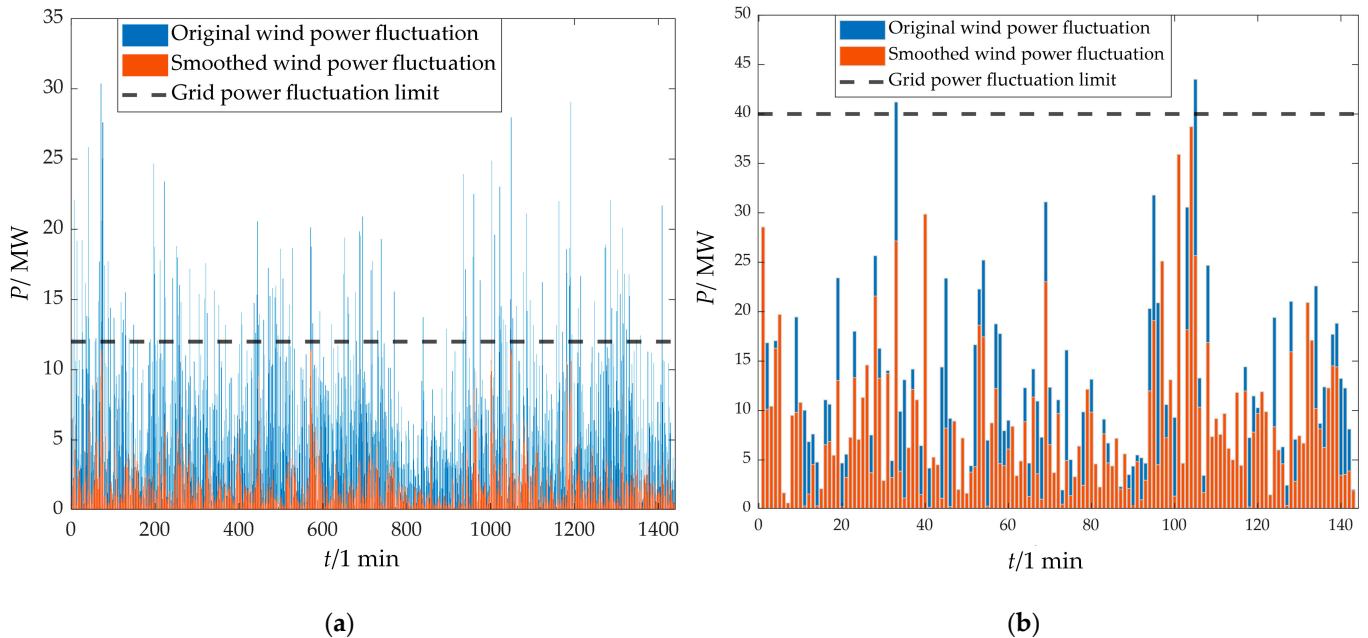 35
30
25
20
15
10
5
0
P/ MW
Original wind power fluctuation
Smoothed wind power fluctuation
Grid power fluctuation limit
0 200 400 600 800 1000 1200 1400
t/1 min
(a)
50
45
40
35
30
25
20
15
10
5
0
P/ MW
Original wind power fluctuation
Smoothed wind power fluctuation
Grid power fluctuation limit
0 20 40 60 80 100 120 140
t/1 min
(b)